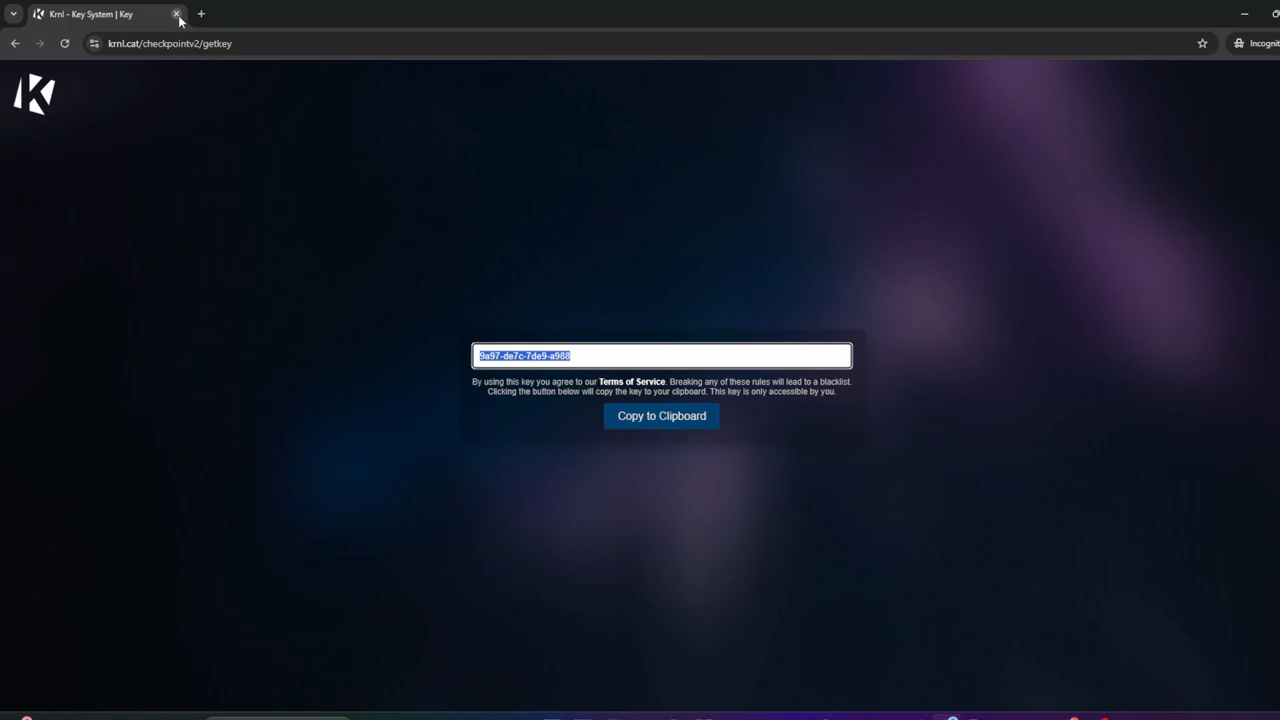 Krnl - Key System | Key
krnl.cat/checkpointv2/getkey
9a97-de7c-7de9-a988
By using this key you agree to our Terms of Service. Breaking any of these rules will lead to a blacklist.
Clicking the button below will copy the key to your clipboard. This key is only accessible by you.
Copy to Clipboard